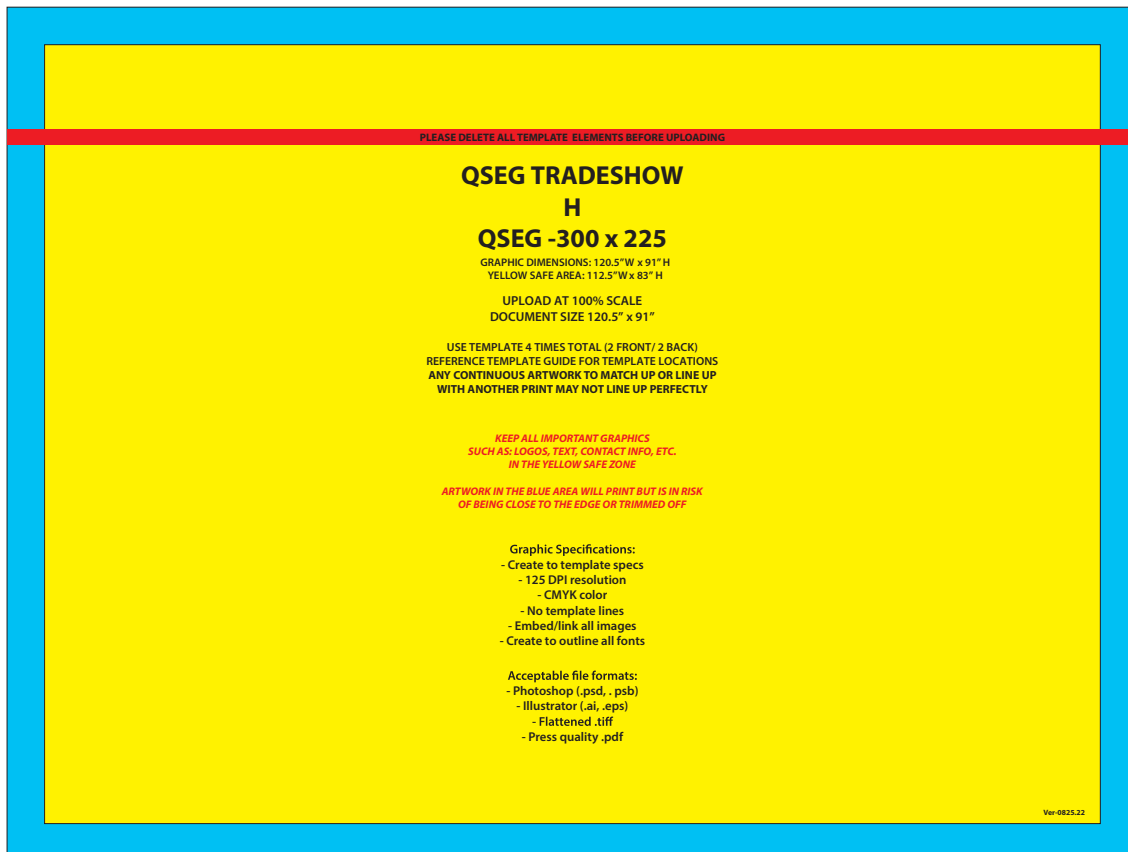 PLEASE DELETE ALL TEMPLATE ELEMENTS BEFORE UPLOADING
QSEG TRADESHOW
H
QSEG -300 x 225
GRAPHIC DIMENSIONS: 120.5”W x 91” H
YELLOW SAFE AREA: 112.5”W x 83” H
UPLOAD AT 100% SCALE
DOCUMENT SIZE 120.5” x 91”
USE TEMPLATE 4 TIMES TOTAL (2 FRONT/ 2 BACK)
REFERENCE TEMPLATE GUIDE FOR TEMPLATE LOCATIONS
ANY CONTINUOUS ARTWORK TO MATCH UP OR LINE UP
WITH ANOTHER PRINT MAY NOT LINE UP PERFECTLY
KEEP ALL IMPORTANT GRAPHICS
SUCH AS: LOGOS, TEXT, CONTACT INFO, ETC.
IN THE YELLOW SAFE ZONE
ARTWORK IN THE BLUE AREA WILL PRINT BUT IS IN RISK
OF BEING CLOSE TO THE EDGE OR TRIMMED OFF
Graphic Specifications:
- Create to template specs
- 125 DPI resolution
- CMYK color
- No template lines
- Embed/link all images
- Create to outline all fonts
Acceptable file formats:
- Photoshop (.psd, . psb)
- Illustrator (.ai, .eps)
- Flattened .tiff
- Press quality .pdf
Ver-0825.22